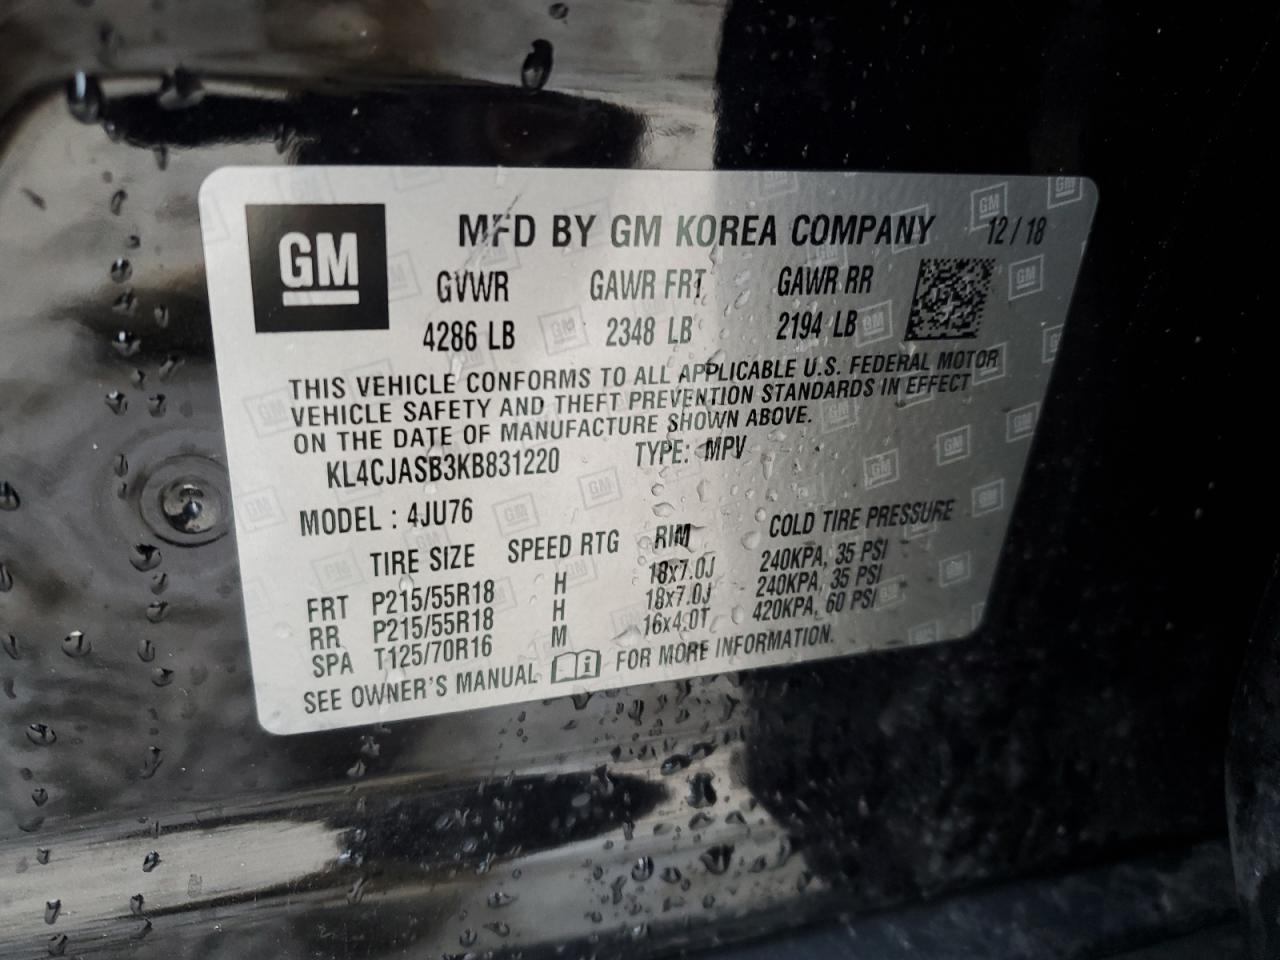 GM
MFD BY GM KOREA COMPANY 12/18
GVWR GAWR FRT GAWR RR
4286 LB 2348 LB 2194 LB
THIS VEHICLE CONFORMS TO ALL APPLICABLE U.S. FEDERAL MOTOR
VEHICLE SAFETY AND THEFT PREVENTION STANDARDS IN EFFECT
ON THE DATE OF MANUFACTURE SHOWN ABOVE.
KL4CJASB3KB831220 TYPE: MPV
MODEL : 4JU76
TIRE SIZE SPEED RTG RIM COLD TIRE PRESSURE
FRT P215/55R18 H 18x7.0J 240KPA, 35 PSI
RR P215/55R18 H 18x7.0J 240KPA, 35 PSI
SPA T125/70R16 M 16x4.0T 420KPA, 60 PSI
SEE OWNER'S MANUAL FOR MORE INFORMATION.